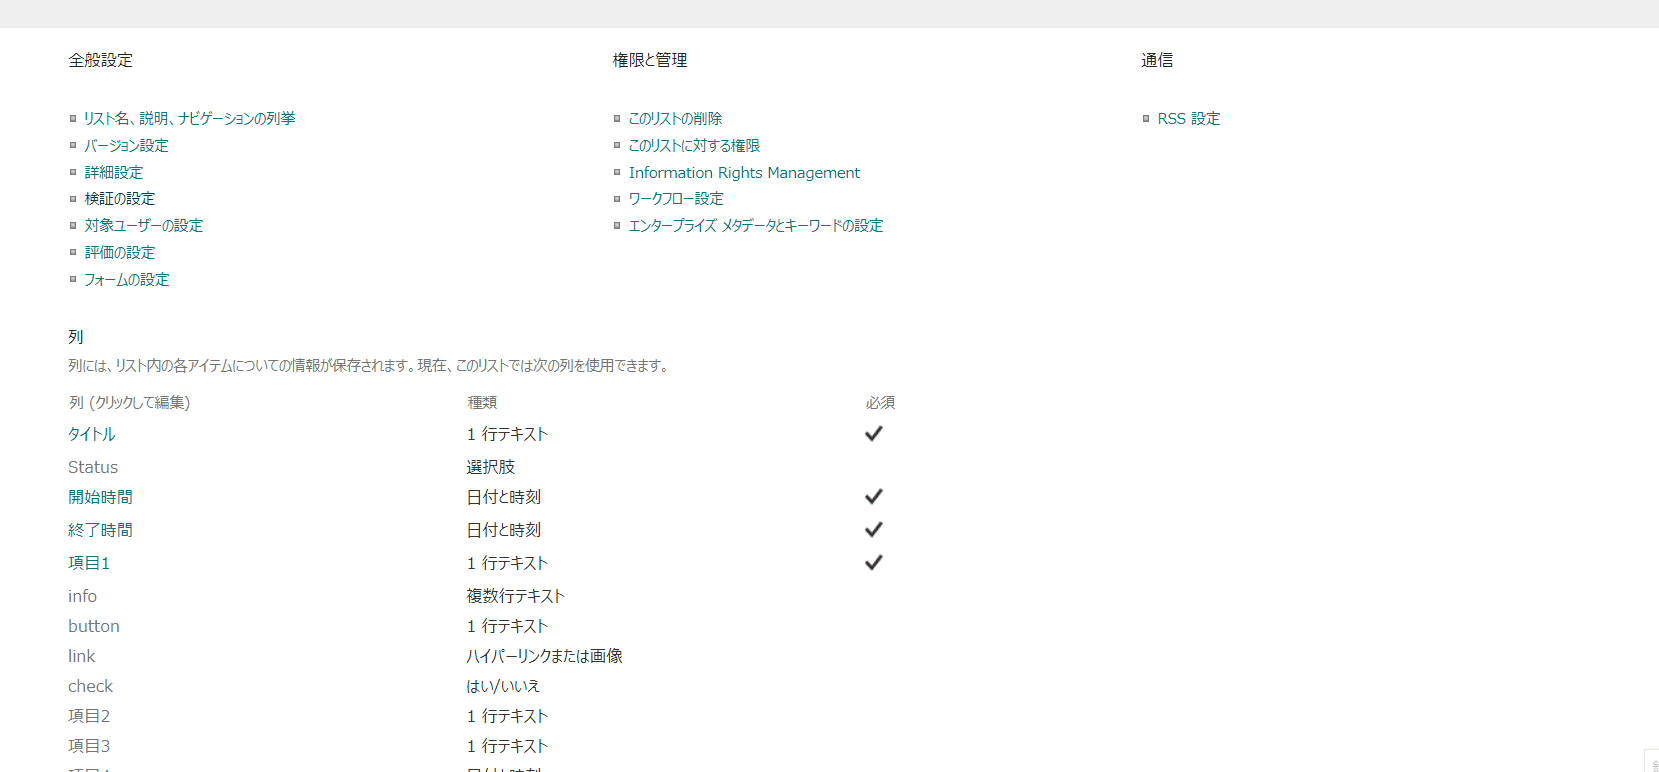 全般設定
権限と管理
通信
リスト名、説明、ナビゲーションの列挙
このリストの削除
RSS 設定
バージョン設定
このリストに対する権限
詳細設定
Information Rights Management
検証の設定
ワークフロー設定
対象ユーザーの設定
エンタープライズ メタデータとキーワードの設定
評価の設定
フォームの設定
列
列には、リスト内の各アイテムについての情報が保存されます。現在、このリストでは次の列を使用できます。
列 (クリックして編集) 種類 必須
タイトル 1 行テキスト
Status 選択肢
開始時間 日付と時刻
終了時間 日付と時刻
項目1 1 行テキスト
info 複数行テキスト
button 1 行テキスト
link ハイパーリンクまたは画像
check はい/いいえ
項目2 1 行テキスト
項目3 1 行テキスト